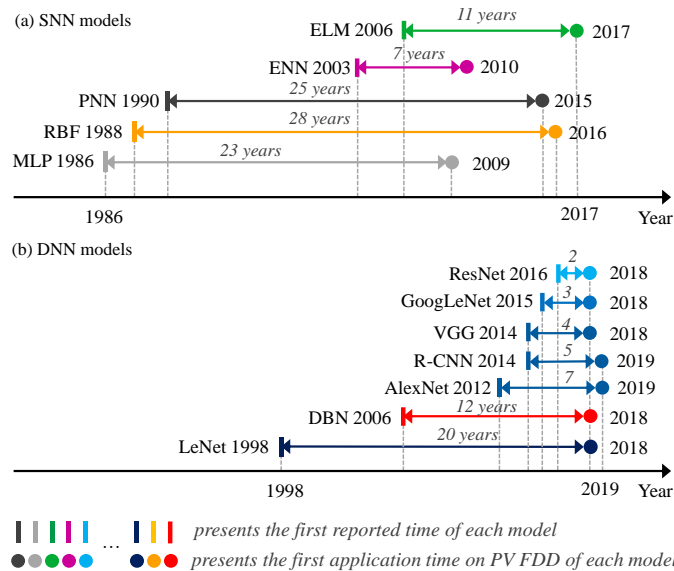 (a) SNN models
11 years
ELM 2006
2017
7 years
ENN 2003
2010
25 years
PNN 1990
2015
28 years
RBF 1988
2016
23 years
MLP 1986
2009
1986
2017
Year
(b) DNN models
2
ResNet 2016
2018
3
GoogLeNet 2015
2018
4
VGG 2014
2018
5
R-CNN 2014
2019
7
AlexNet 2012
2019
12 years
DBN 2006
2018
20 years
LeNet 1998
2018
1998
2019
Year
... presents the first reported time of each model
presents the first application time on PV FDD of each model